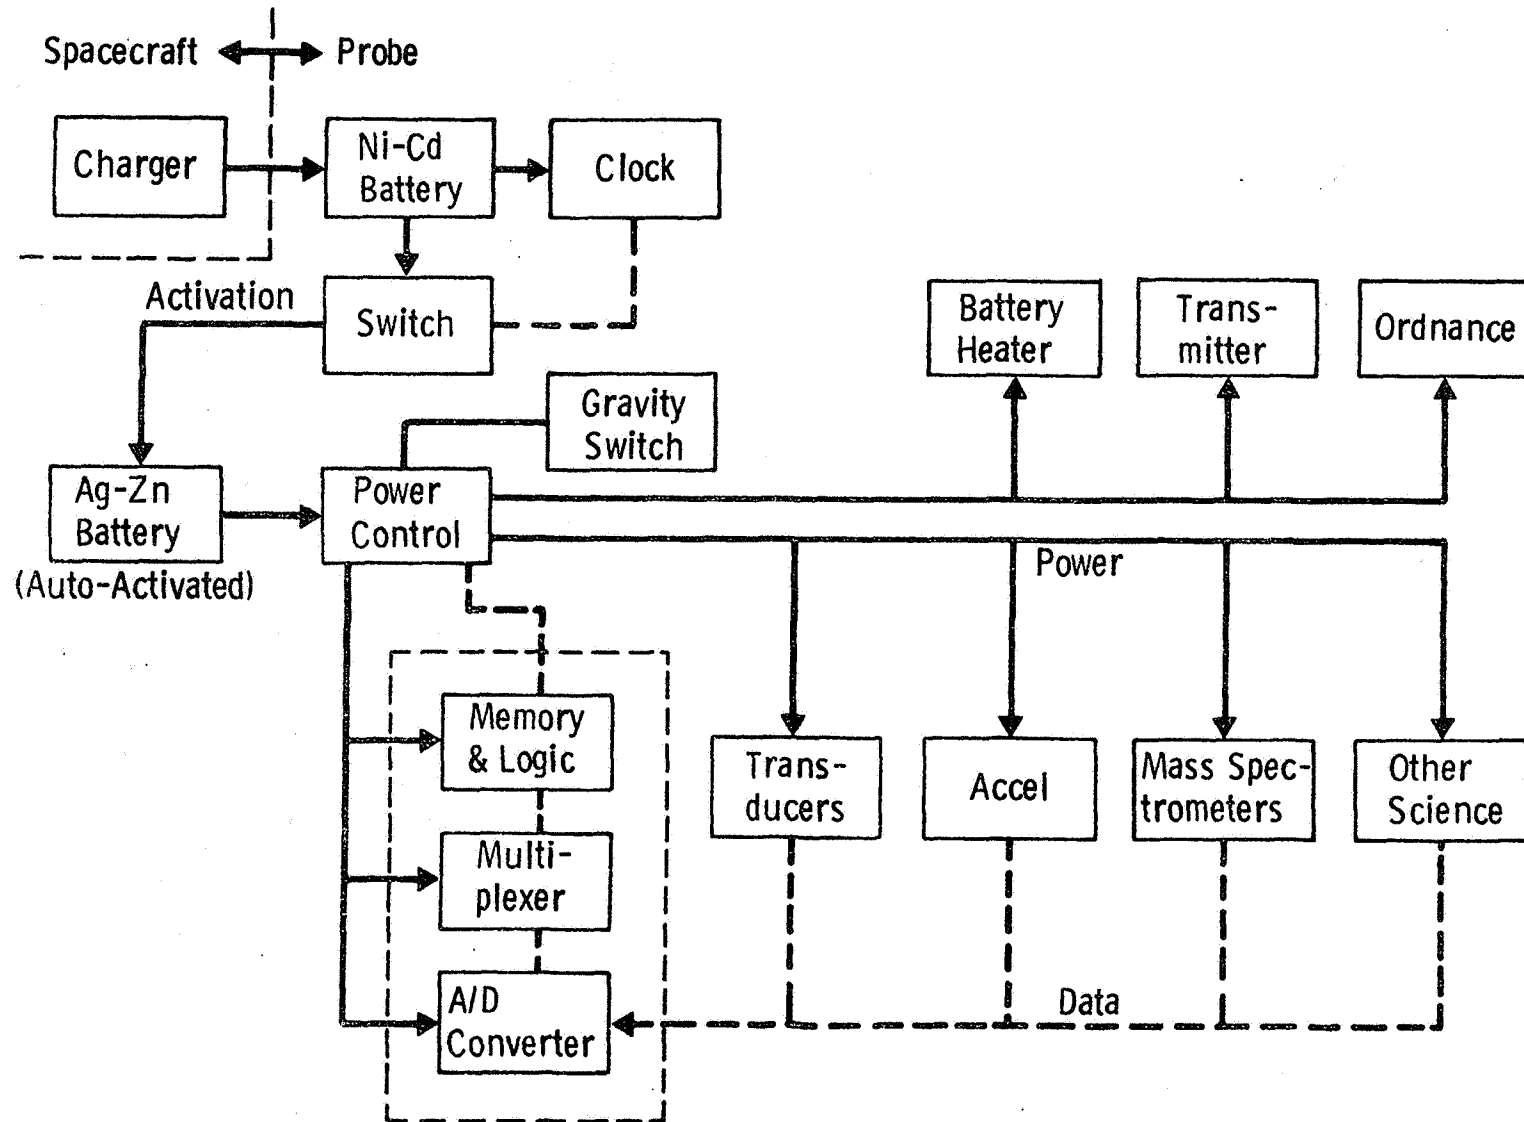 Spacecraft
Probe
Charger
Ni-Cd
Battery
Clock
Activation
Switch
Battery
Heater
Trans-
mitter
Ordnance
Gravity
Switch
Ag-Zn
Battery
(Auto-Activated)
Power
Control
Power
Memory
& Logic
Trans-
ducers
Accel
Mass Spec-
trometers
Other
Science
Multi-
plexer
A/D
Converter
Data